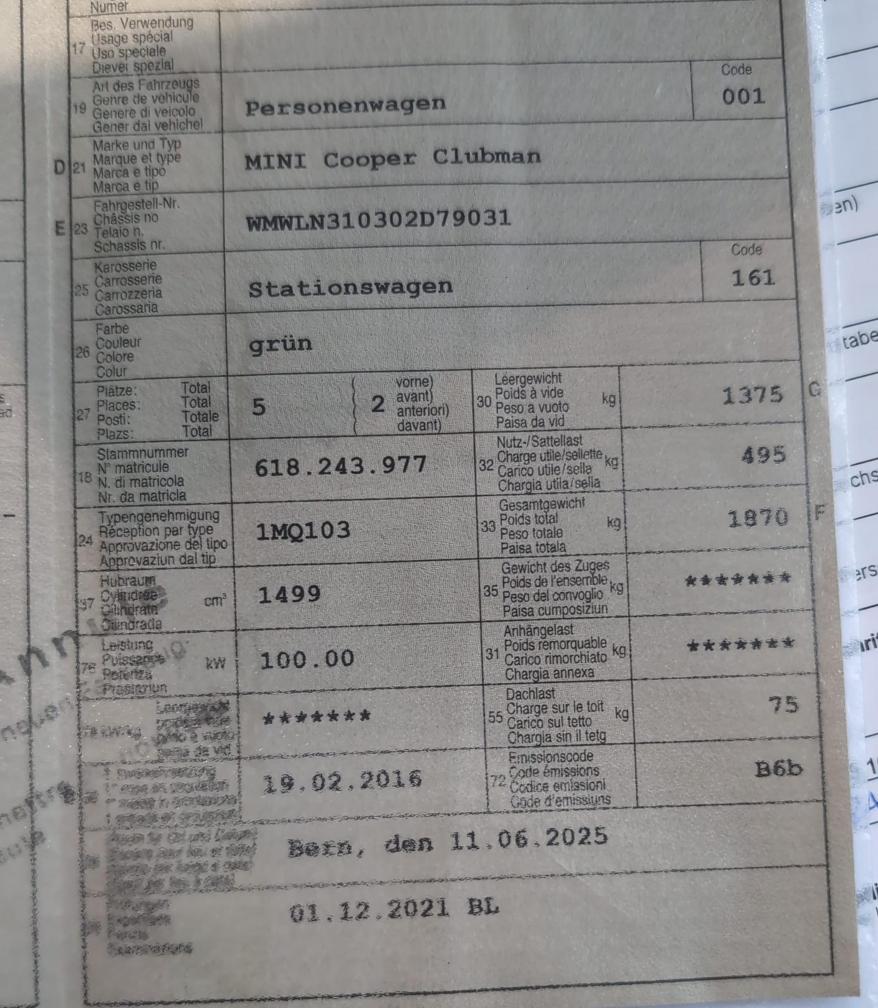 Numer
17 Bes. Verwendung
Usage spécial
Uso speciale
Diever spezial
19 Art des Fahrzeugs
Genre de véhicule
Genere di veicolo
Gener dal vehichel
Personenwagen
Code
001
D 21 Marke und Typ
Marque et type
Marca e tipo
Marca e tip
MINI Cooper Clubman
E 23 Fahrgestell-Nr.
Châssis no
Telaio n.
Schassis nr.
WMWLN310302D79031
25 Karosserie
Carrosserie
Carrozzeria
Carossaria
Stationswagen
Code
161
26 Farbe
Couleur
Colore
Colur
grün
27 Plätze: Total
Places: Total
Posti: Totale
Plazs: Total
5
2 vorne)
avant)
anteriori)
davant)
30 Leergewicht
Poids à vide
Peso a vuoto
Paisa da vid
kg
1375 G
18 Stammnummer
N° matricule
N. di matricola
Nr. da matricla
618.243.977
32 Nutz-/Sattellast
Charge utile/sellette
Carico utile/sella
Chargia utila/sella
kg
495
24 Typengenehmigung
Réception par type
Approvazione del tipo
Approvaziun dal tip
1MQ103
33 Gesamtgewicht
Poids total
Peso totale
Paisa totala
kg
1870 F
37 Hubraum
Cylindrée
Cilindrata
Cilindrada
cm³
1499
35 Gewicht des Zuges
Poids de l'ensemble
Peso del convoglio
Paisa cumposiziun
kg
*******
76 Leistung
Puissance
Potenza
Prastaziun
kW
100.00
31 Anhängelast
Poids remorquable
Carico rimorchiato
Chargia annexa
kg
*******
*******
55 Dachlast
Charge sur le toit
Carico sul tetto
Chargia sin il tetg
kg
75
19.02.2016
72 Emissionscode
Code émissions
Codice emissioni
Code d'emissiuns
B6b
Bern, den 11.06.2025
01.12.2021 BL